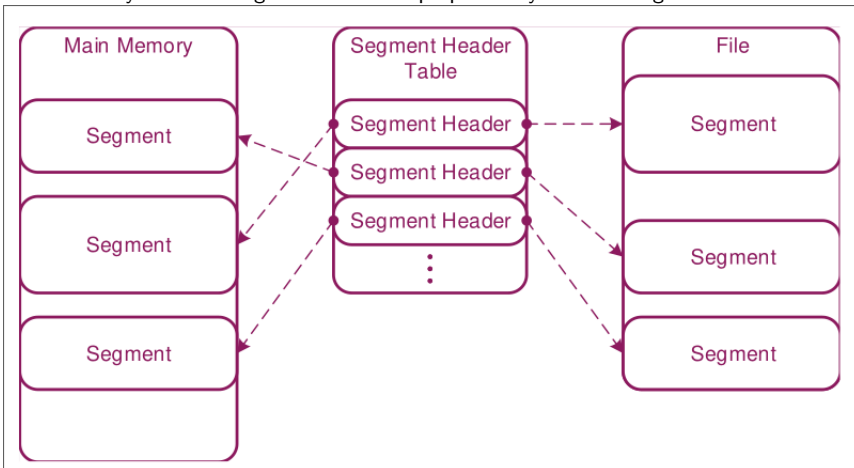 Main Memory
Segment
Segment
Segment
Segment Header
Table
Segment Header
Segment Header
Segment Header
File
Segment
Segment
Segment